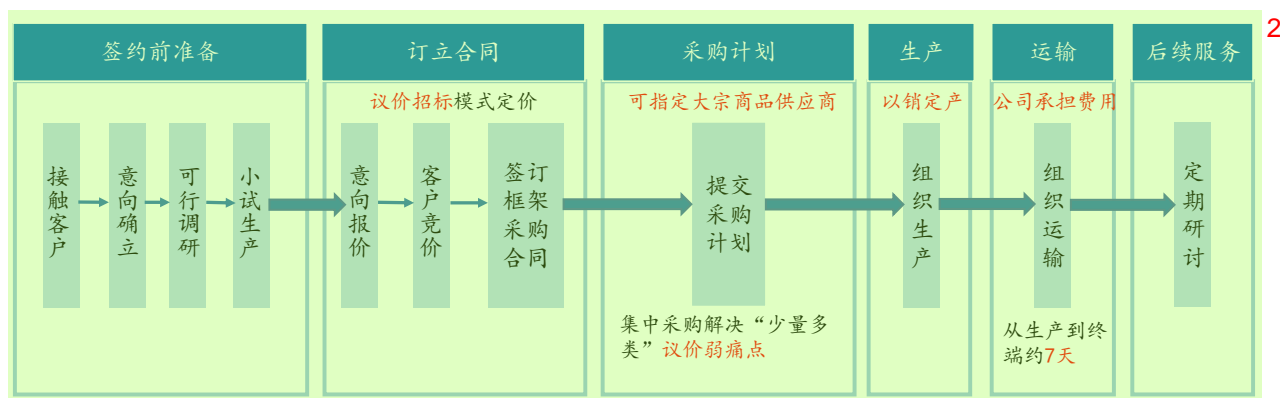 2
签约前准备
订立合同
采购计划
生产
运输
后续服务
议价招标模式定价
可指定大宗商品供应商
以销定产
公司承担费用
接触客户
意向确立
可行调研
小试生产
意向报价
客户竞价
签订
框架
采购
合同
提交
采购
计划
组织生产
组织运输
定期研讨
集中采购解决“少量多
类”议价弱痛点
从生产到终
端约7天